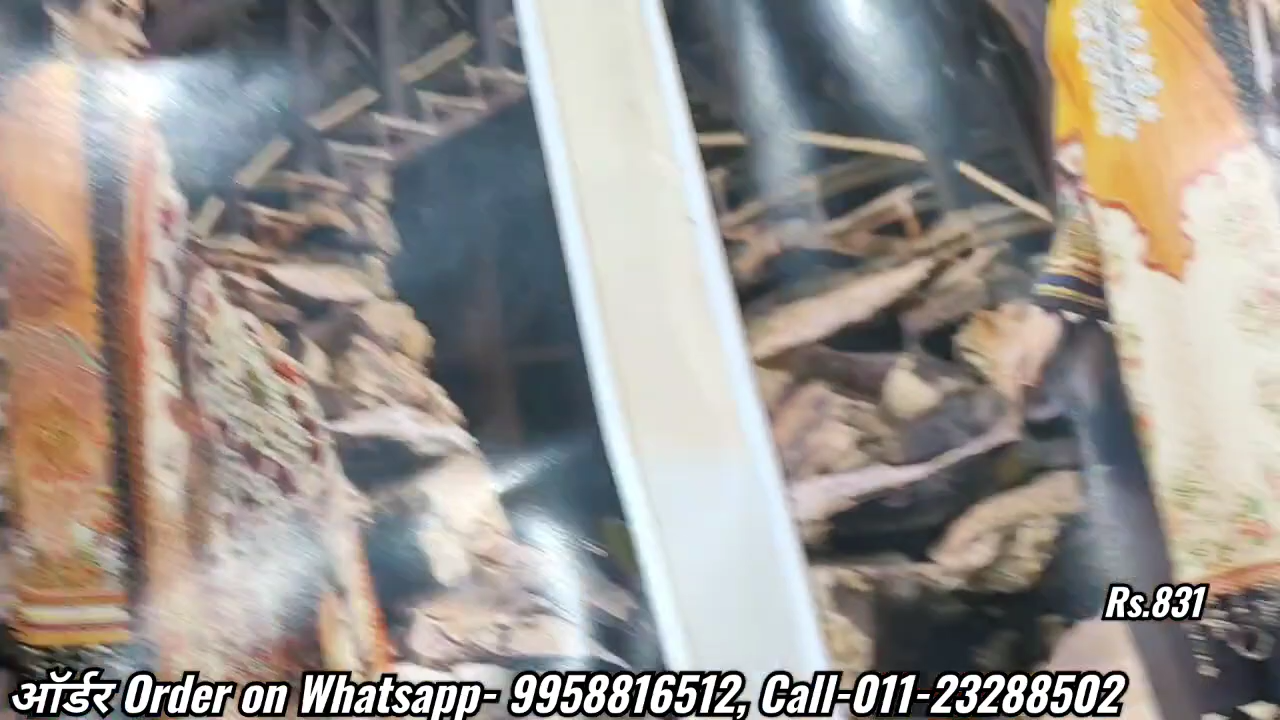 Rs.831
ऑर्डर Order on Whatsapp- 9958816512, Call-011-23288502